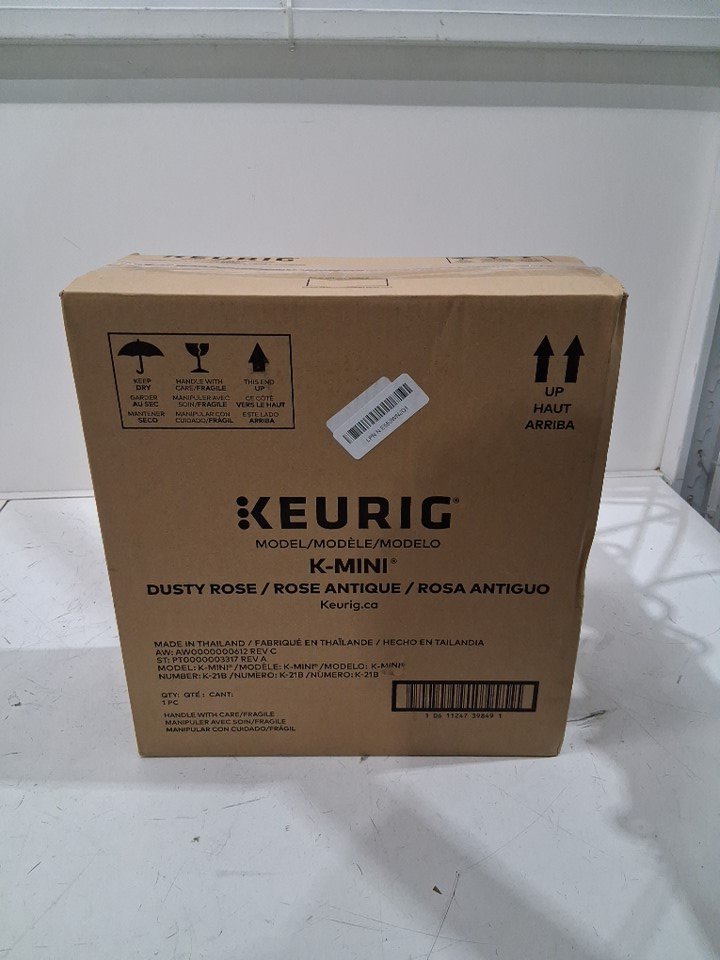 KEURIG
KEEP
DRY
GARDER
AU SEC
MANTENER
SECO
HANDLE WITH
CARE/FRAGILE
MANIPULER AVEC
SOIN/FRAGILE
MANIPULAR CON
CUIDADO/FRÁGIL
THIS END
UP
CE CÔTÉ
VERS LE HAUT
ESTE LADO
ARRIBA
UP
HAUT
ARRIBA
KEURIG®
MODEL/MODÈLE/MODELO
K-MINI®
DUSTY ROSE / ROSE ANTIQUE / ROSA ANTIGUO
Keurig.ca
MADE IN THAILAND / FABRIQUÉ EN THAÏLANDE / HECHO EN TAILANDIA
AW: AW0000000612 REV C
ST: PT0000003317 REV A
MODEL: K-MINI® /MODÈLE: K-MINI® /MODELO: K-MINI®
NUMBER: K-21B /NUMÉRO: K-21B /NÚMERO: K-21B
QTY: QTÉ : CANT:
1 PC
HANDLE WITH CARE/FRAGILE
MANIPULER AVEC SOIN/FRAGILE
MANIPULAR CON CUIDADO/FRÁGIL
1 06 11247 39849 1